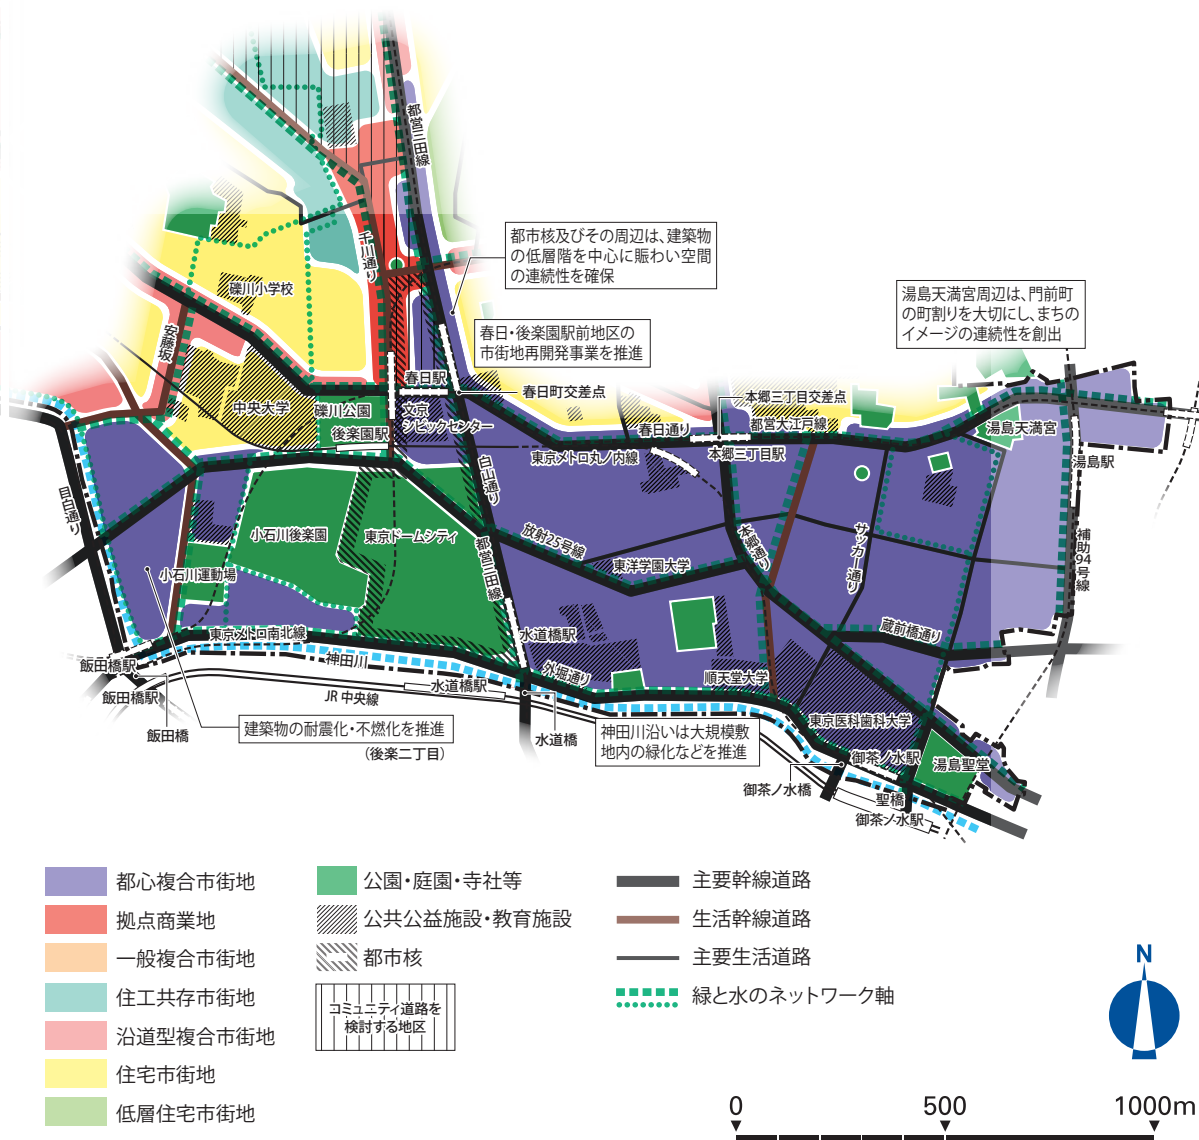 都営三田線
都市核及びその周辺は、建築物
の低層階を中心に賑わい空間
の連続性を確保
千川通り
礫川小学校
湯島天満宮周辺は、門前町
の町割りを大切にし、まちの
イメージの連続性を創出
春日・後楽園駅前地区の
市街地再開発事業を推進
安藤坂
春日駅
春日町交差点
本郷三丁目交差点
中央大学
礫川公園
文京
シビックセンター
後楽園駅
春日通り
都営大江戸線
湯島天満宮
東京メトロ丸ノ内線
本郷三丁目駅
湯島駅
白山通り
目白通り
小石川後楽園
東京ドームシティ
放射25号線
本郷通り
サッカー通り
補助94号線
都営三田線
東洋学園大学
小石川運動場
東京メトロ南北線
水道橋駅
蔵前橋通り
飯田橋駅
神田川
外堀通り
順天堂大学
飯田橋駅
JR 中央線
水道橋駅
東京医科歯科大学
飯田橋
建築物の耐震化・不燃化を推進
(後楽二丁目)
水道橋
神田川沿いは大規模敷
地内の緑化などを推進
御茶ノ水駅
湯島聖堂
御茶ノ水橋
聖橋
御茶ノ水駅
都心複合市街地
拠点商業地
一般複合市街地
住工共存市街地
沿道型複合市街地
住宅市街地
低層住宅市街地
公園・庭園・寺社等
公共公益施設・教育施設
都市核
コミュニティ道路を
検討する地区
主要幹線道路
生活幹線道路
主要生活道路
緑と水のネットワーク軸
N
0
500
1000m